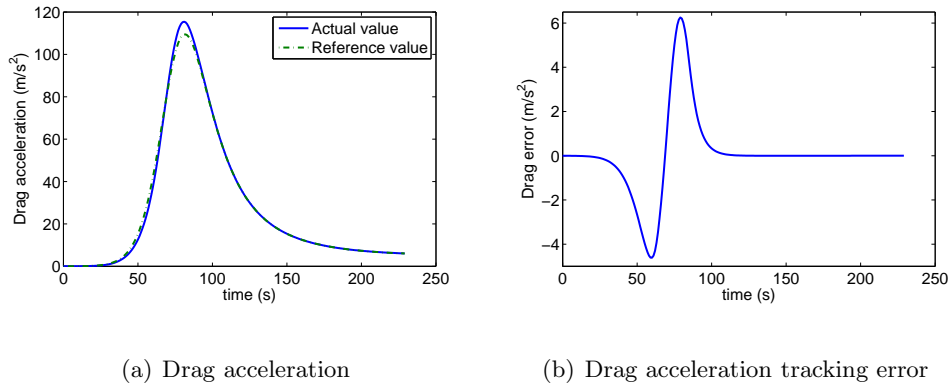 120
100
80
60
40
20
0
Drag acceleration (m/s²)
Actual value
Reference value
0 50 100 150 200 250
time (s)
6
4
2
0
−2
−4
Drag error (m/s²)
0 50 100 150 200 250
time (s)
(a) Drag acceleration
(b) Drag acceleration tracking error